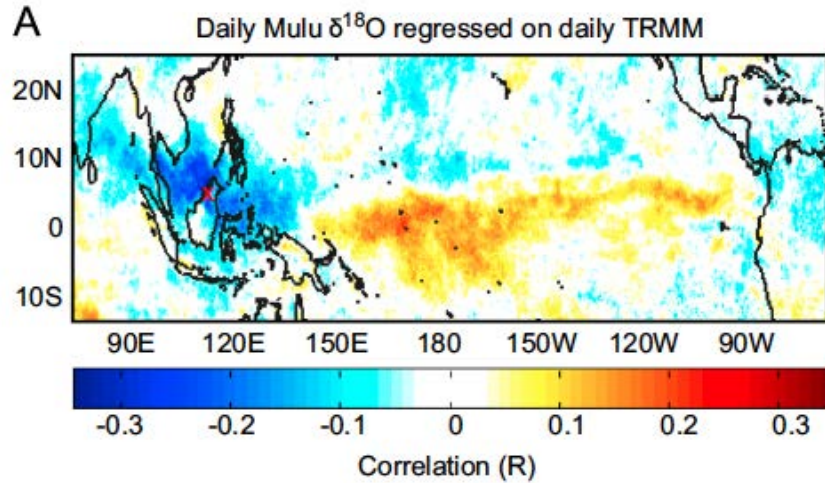 A
Daily Mulu δ¹⁸O regressed on daily TRMM
20N
10N
0
10S
90E 120E 150E 180 150W 120W 90W
-0.3 -0.2 -0.1 0 0.1 0.2 0.3
Correlation (R)